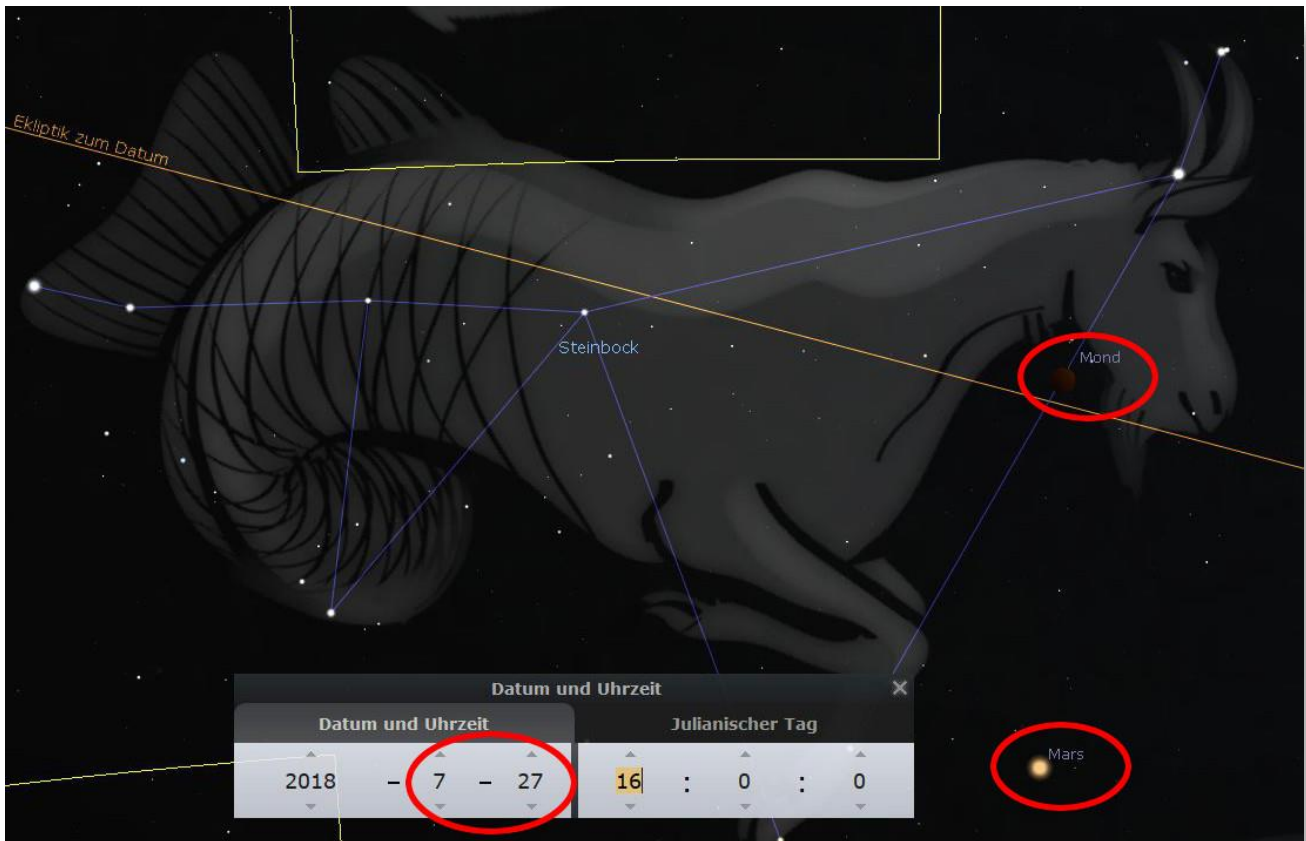 Ekliptik zum Datum
Steinbock
Mond
Datum und Uhrzeit ×
Datum und Uhrzeit Julianischer Tag
2018 - 7 - 27 16 : 0 : 0
Mars